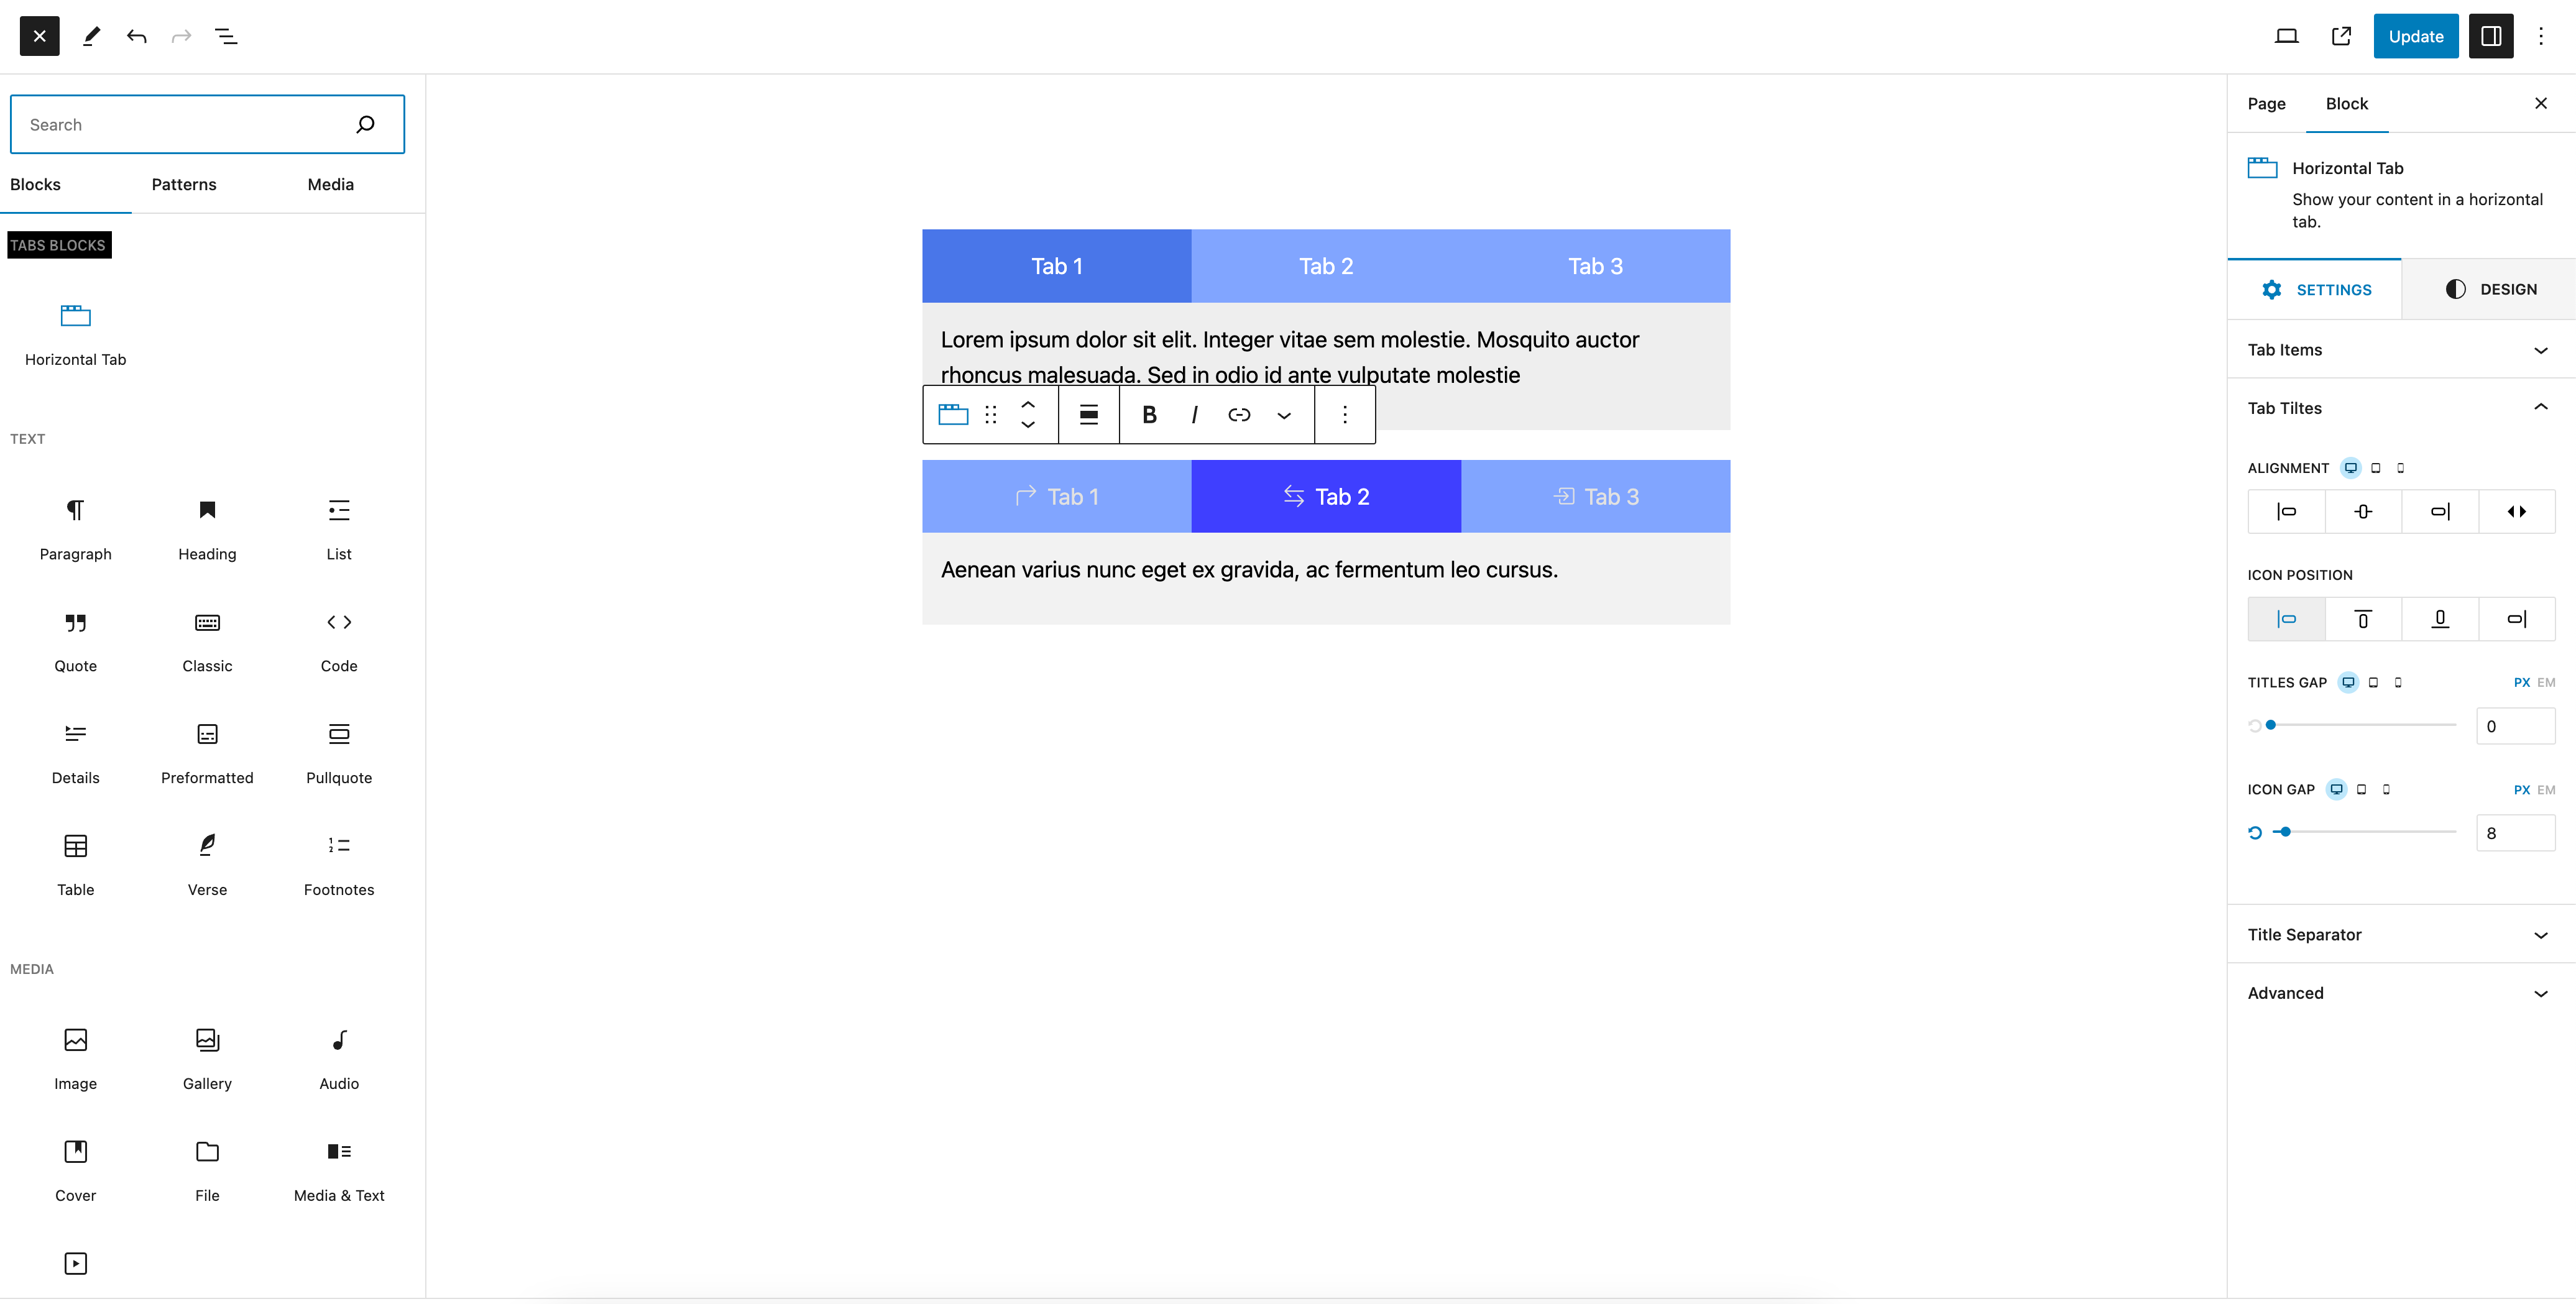 Update
Search
Blocks
Patterns
Media
TABS BLOCKS
Horizontal Tab
TEXT
Paragraph
Heading
List
Quote
Classic
Code
Details
Preformatted
Pullquote
Table
Verse
Footnotes
MEDIA
Image
Gallery
Audio
Cover
File
Media & Text
Tab 1
Tab 2
Tab 3
Lorem ipsum dolor sit elit. Integer vitae sem molestie. Mosquito auctor
rhoncus malesuada. Sed in odio id ante vulputate molestie
B I
Tab 1
Tab 2
Tab 3
Aenean varius nunc eget ex gravida, ac fermentum leo cursus.
Page
Block
Horizontal Tab
Show your content in a horizontal
tab.
SETTINGS
DESIGN
Tab Items
Tab Tiltes
ALIGNMENT
ICON POSITION
TITLES GAP
PX EM
0
ICON GAP
PX EM
8
Title Separator
Advanced